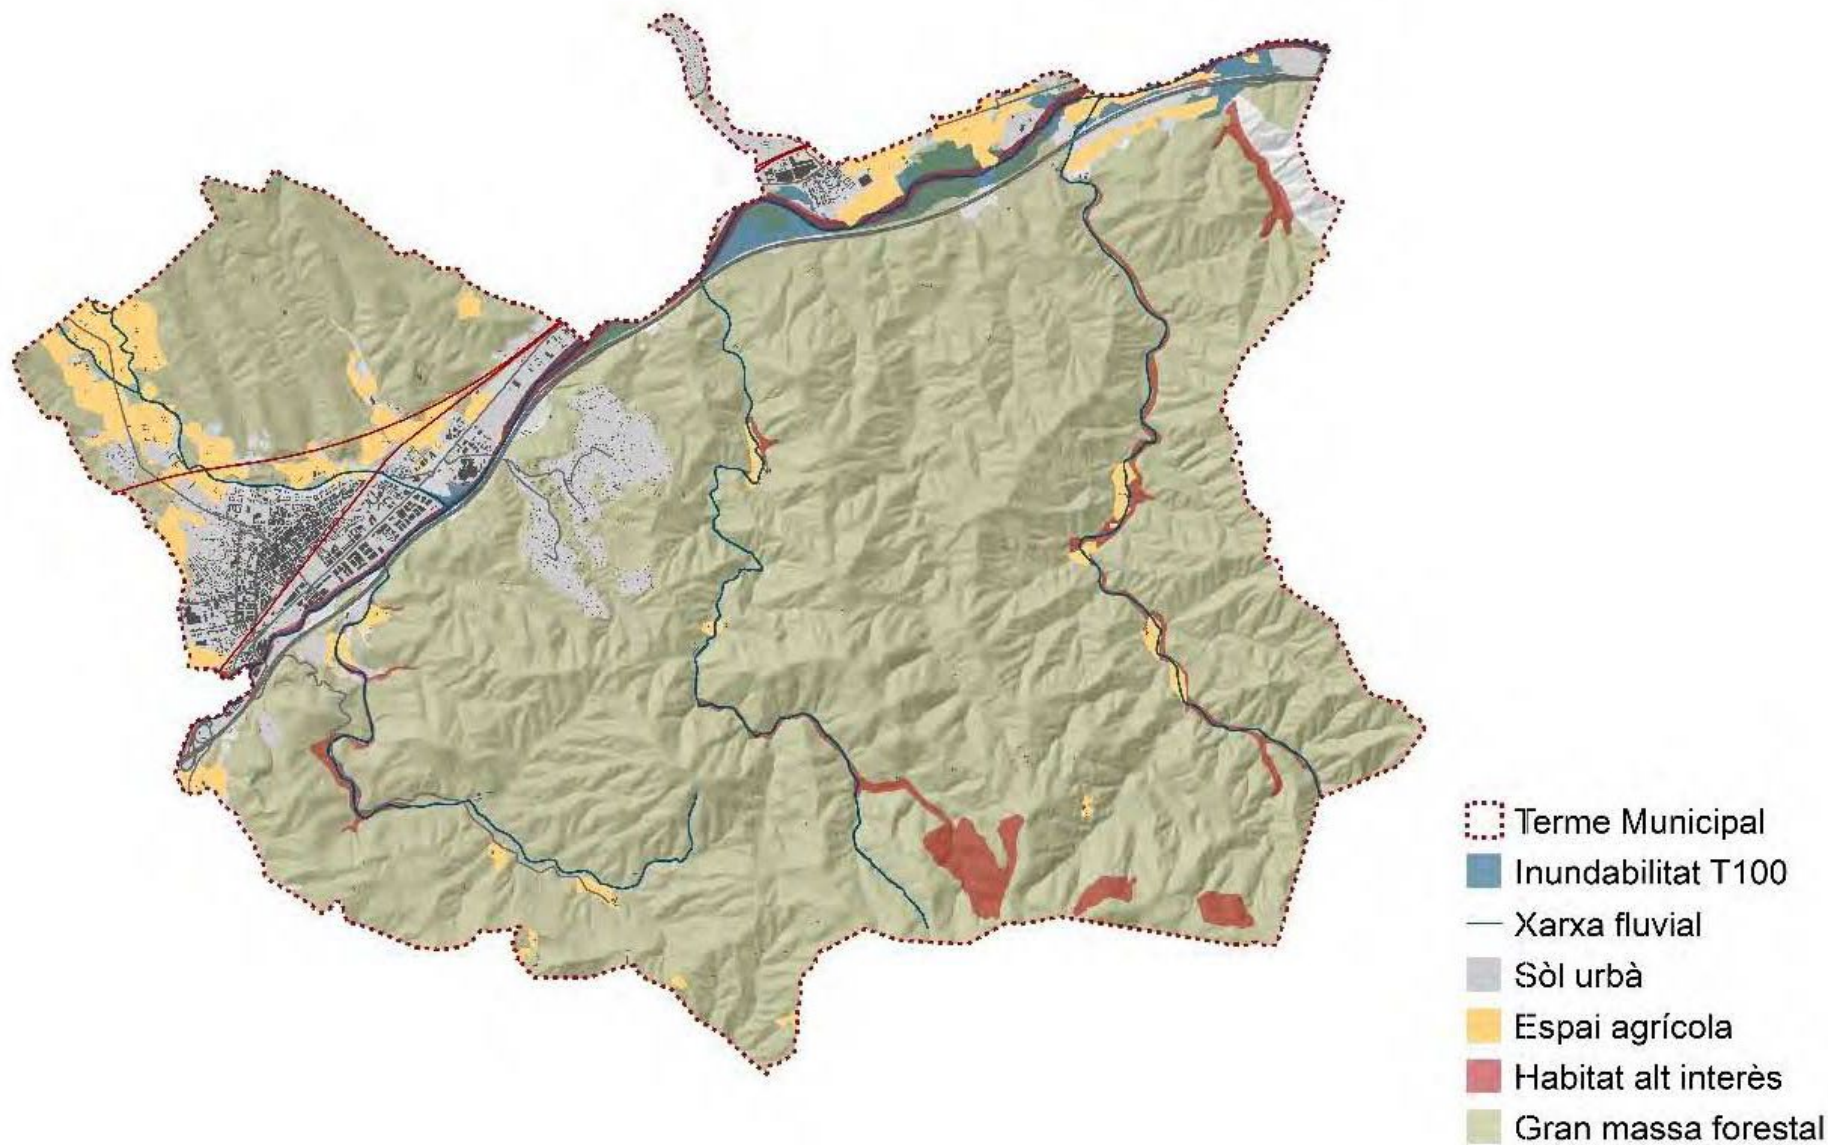 Terme Municipal
Inundabilitat T100
Xarxa fluvial
Sòl urbà
Espai agrícola
Habitat alt interès
Gran massa forestal